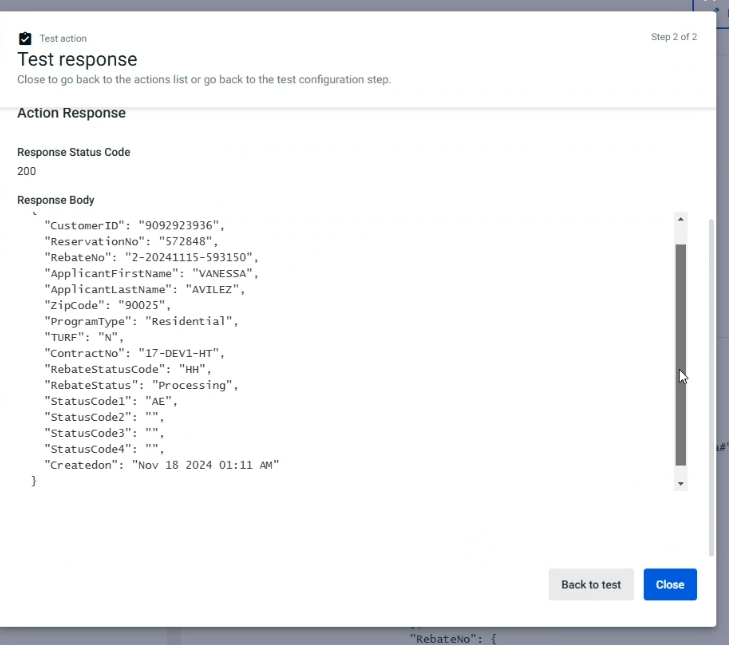 Test action
Step 2 of 2
Test response
Close to go back to the actions list or go back to the test configuration step.
Action Response
Response Status Code
200
Response Body
{
"CustomerID": "9092923936",
"ReservationNo": "572848",
"RebateNo": "2-20241115-593150",
"ApplicantFirstName": "VANESSA",
"ApplicantLastName": "AVILEZ",
"ZipCode": "90025",
"ProgramType": "Residential",
"TURF": "N",
"ContractNo": "17-DEV1-HT",
"RebateStatusCode": "HH",
"RebateStatus": "Processing",
"StatusCode1": "AE",
"StatusCode2": "",
"StatusCode3": "",
"StatusCode4": "",
"Createdon": "Nov 18 2024 01:11 AM"
}
Back to test
Close
"RebateNo": {